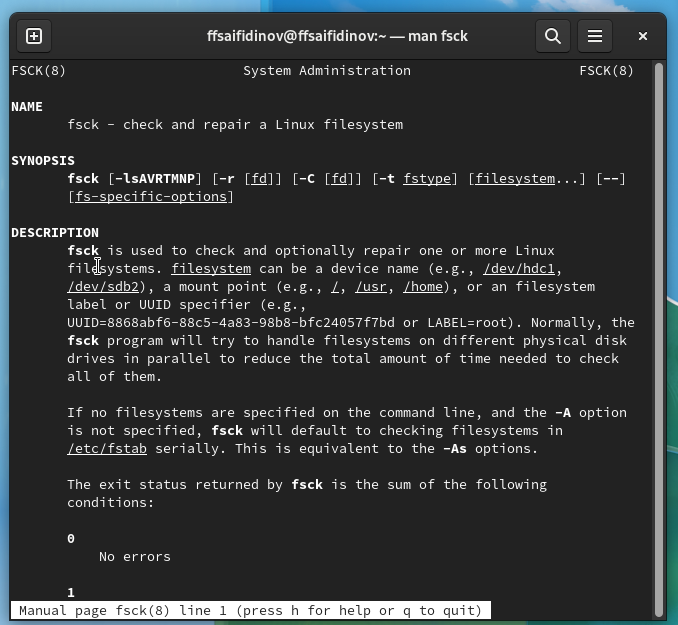 ffsaifidinov@ffsaifidinov:~ — man fsck
FSCK(8) System Administration FSCK(8)
NAME
fsck - check and repair a Linux filesystem
SYNOPSIS
fsck [-lsAVRTMNP] [-r [fd]] [-C [fd]] [-t fstype] [filesystem...] [--]
[fs-specific-options]
DESCRIPTION
fsck is used to check and optionally repair one or more Linux
filesystems. filesystem can be a device name (e.g., /dev/hdc1,
/dev/sdb2), a mount point (e.g., /, /usr, /home), or an filesystem
label or UUID specifier (e.g.,
UUID=8868abf6-88c5-4a83-98b8-bfc24057f7bd or LABEL=root). Normally, the
fsck program will try to handle filesystems on different physical disk
drives in parallel to reduce the total amount of time needed to check
all of them.
If no filesystems are specified on the command line, and the -A option
is not specified, fsck will default to checking filesystems in
/etc/fstab serially. This is equivalent to the -As options.
The exit status returned by fsck is the sum of the following
conditions:
0
No errors
1
Manual page fsck(8) line 1 (press h for help or q to quit)